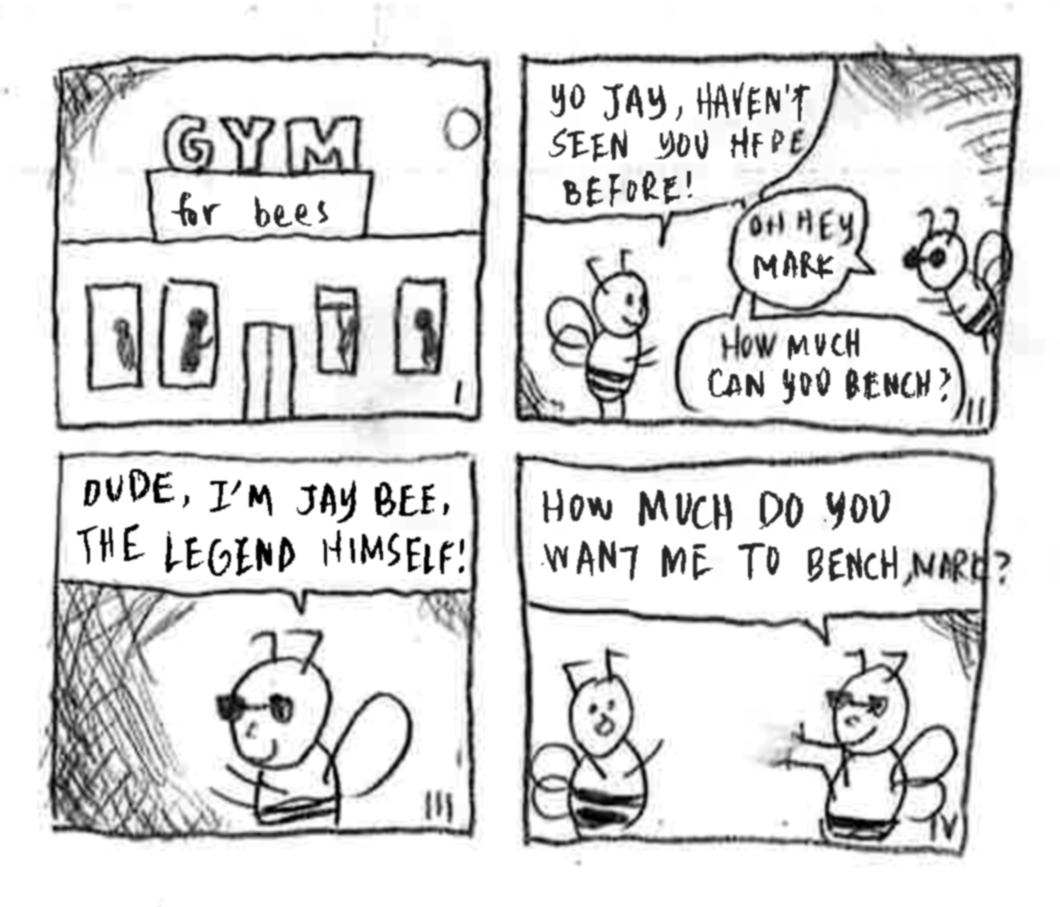 GYM
for bees
I
YO JAY, HAVEN'T
SEEN YOU HERE
BEFORE!
OH HEY
MARK
HOW MUCH
CAN YOU BENCH?
II
DUDE, I'M JAY BEE,
THE LEGEND HIMSELF!
III
HOW MUCH DO YOU
WANT ME TO BENCH, MARK?
IV